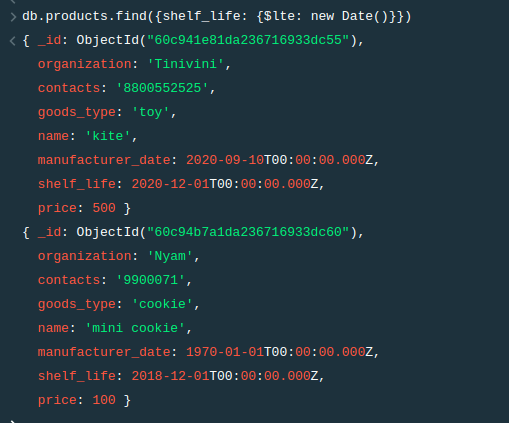 db.products.find({shelf_life: {$lte: new Date()}})
{ _id: ObjectId("60c941e81da236716933dc55"),
organization: 'Tinivini',
contacts: '8800552525',
goods_type: 'toy',
name: 'kite',
manufacturer_date: 2020-09-10T00:00:00.000Z,
shelf_life: 2020-12-01T00:00:00.000Z,
price: 500 }
{ _id: ObjectId("60c94b7a1da236716933dc60"),
organization: 'Nyam',
contacts: '9900071',
goods_type: 'cookie',
name: 'mini cookie',
manufacturer_date: 1970-01-01T00:00:00.000Z,
shelf_life: 2018-12-01T00:00:00.000Z,
price: 100 }